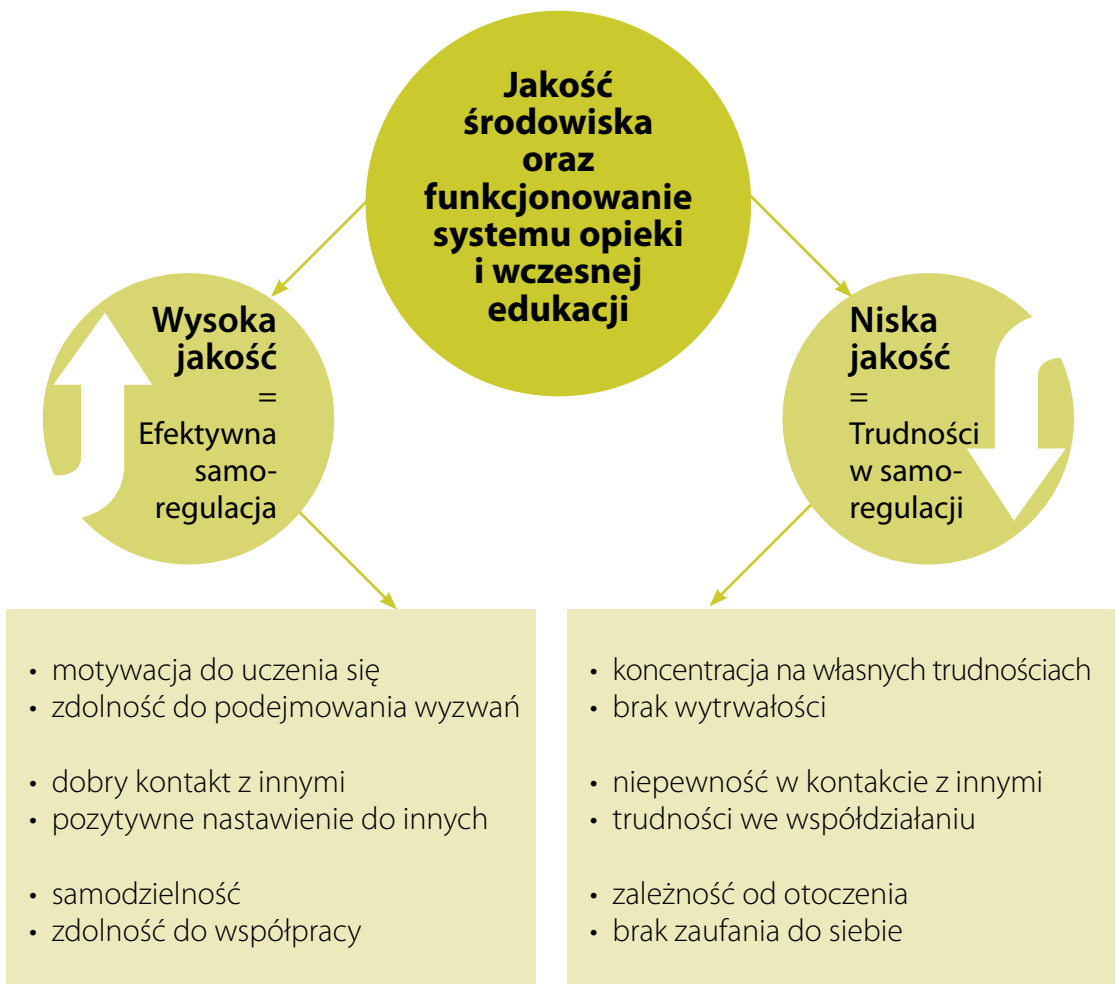 Jakość
środowiska
oraz
funkcjonowanie
systemu opieki
i wczesnej
edukacji
Wysoka
jakość
=
Efektywna
samo-
regulacja
Niska
jakość
=
Trudności
w samo-
regulacji
• motywacja do uczenia się
• zdolność do podejmowania wyzwań
• dobry kontakt z innymi
• pozytywne nastawienie do innych
• samodzielność
• zdolność do współpracy
• koncentracja na własnych trudnościach
• brak wytrwałości
• niepewność w kontakcie z innymi
• trudności we współdziałaniu
• zależność od otoczenia
• brak zaufania do siebie